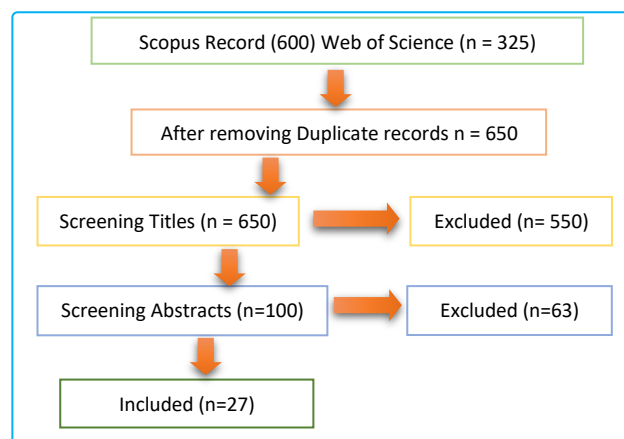 Scopus Record (600) Web of Science (n = 325)
After removing Duplicate records n = 650
Screening Titles (n = 650)
Excluded (n= 550)
Screening Abstracts (n=100)
Excluded (n=63)
Included (n=27)